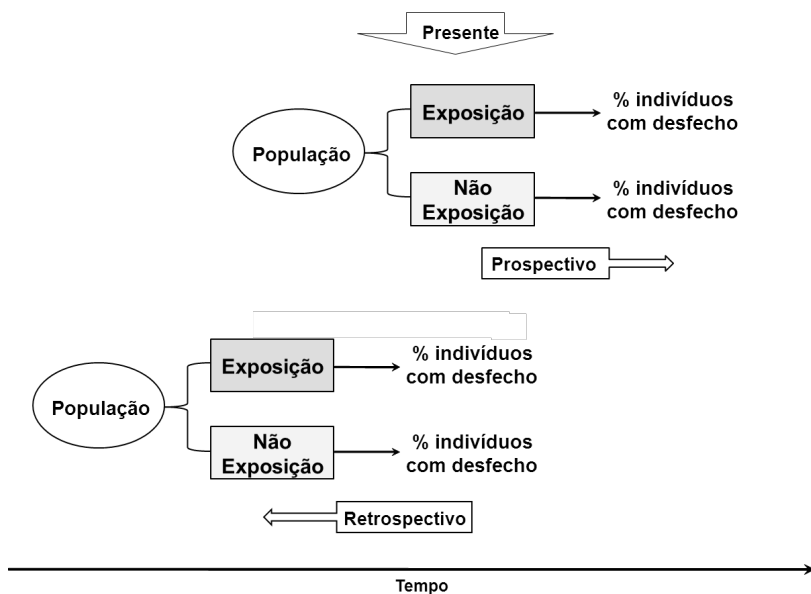 Presente
Exposição
% indivíduos
com desfecho
População
Não
Exposição
% indivíduos
com desfecho
Prospectivo
Exposição
% indivíduos
com desfecho
População
Não
Exposição
% indivíduos
com desfecho
Retrospectivo
Tempo